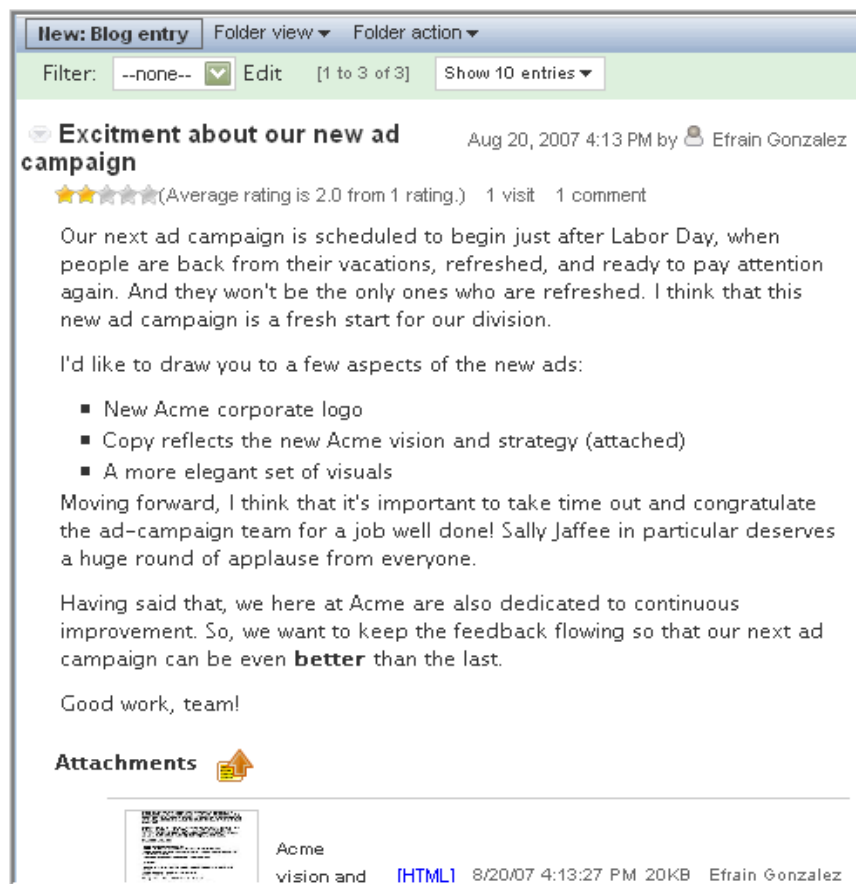 New: Blog entry Folder view Folder action
Filter: --none-- Edit [1 to 3 of 3] Show 10 entries
Excitment about our new ad
campaign
Aug 20, 2007 4:13 PM by Efrain Gonzalez
(Average rating is 2.0 from 1 rating.) 1 visit 1 comment
Our next ad campaign is scheduled to begin just after Labor Day, when
people are back from their vacations, refreshed, and ready to pay attention
again. And they won't be the only ones who are refreshed. I think that this
new ad campaign is a fresh start for our division.
I'd like to draw you to a few aspects of the new ads:
New Acme corporate logo
Copy reflects the new Acme vision and strategy (attached)
A more elegant set of visuals
Moving forward, I think that it's important to take time out and congratulate
the ad-campaign team for a job well done! Sally Jaffee in particular deserves
a huge round of applause from everyone.
Having said that, we here at Acme are also dedicated to continuous
improvement. So, we want to keep the feedback flowing so that our next ad
campaign can be even better than the last.
Good work, team!
Attachments
Acme
vision and [HTML] 8/20/07 4:13:27 PM 20KB Efrain Gonzalez